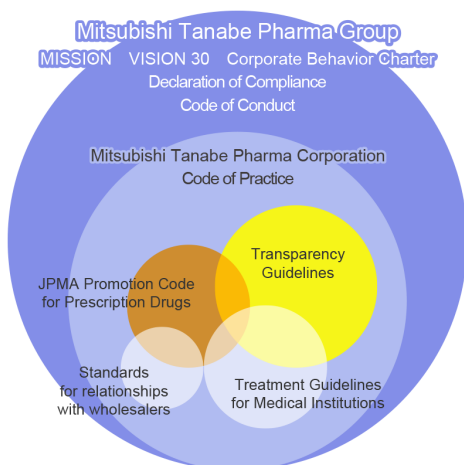 Mitsubishi Tanabe Pharma Group
MISSION VISION 30 Corporate Behavior Charter
Declaration of Compliance
Code of Conduct
Mitsubishi Tanabe Pharma Corporation
Code of Practice
Transparency
Guidelines
JPMA Promotion Code
for Prescription Drugs
Standards
for relationships
with wholesalers
Treatment Guidelines
for Medical Institutions